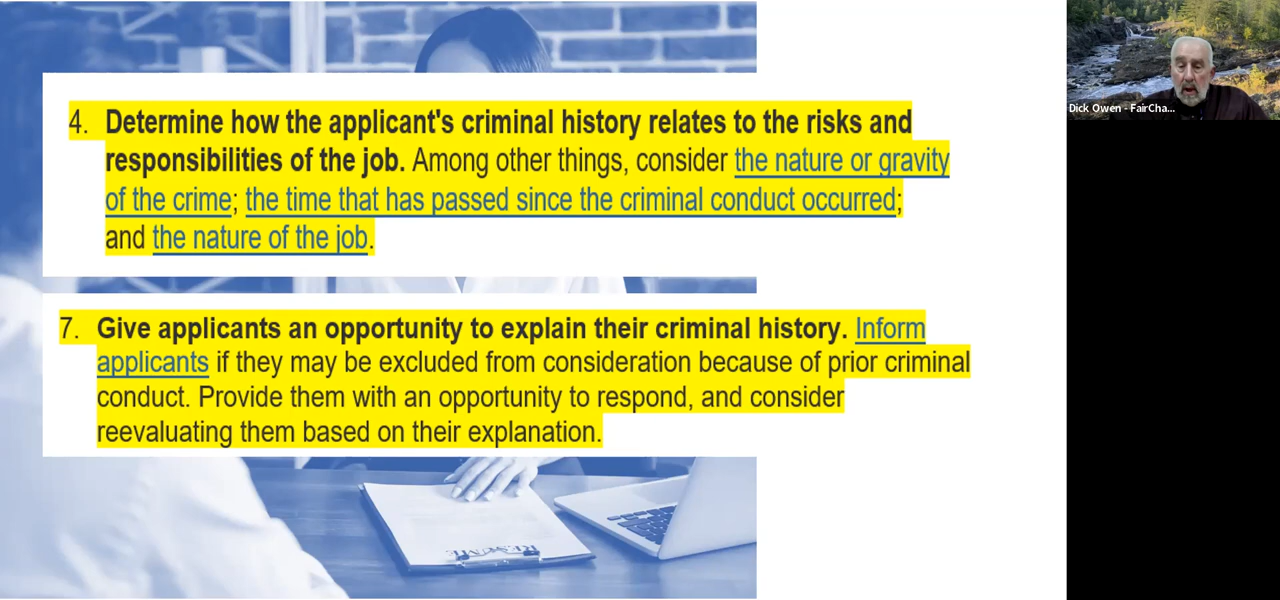 4. Determine how the applicant's criminal history relates to the risks and
responsibilities of the job. Among other things, consider the nature or gravity
of the crime; the time that has passed since the criminal conduct occurred;
and the nature of the job.
7. Give applicants an opportunity to explain their criminal history. Inform
applicants if they may be excluded from consideration because of prior criminal
conduct. Provide them with an opportunity to respond, and consider
reevaluating them based on their explanation.
RESUME
Dick Owen - FairCha...